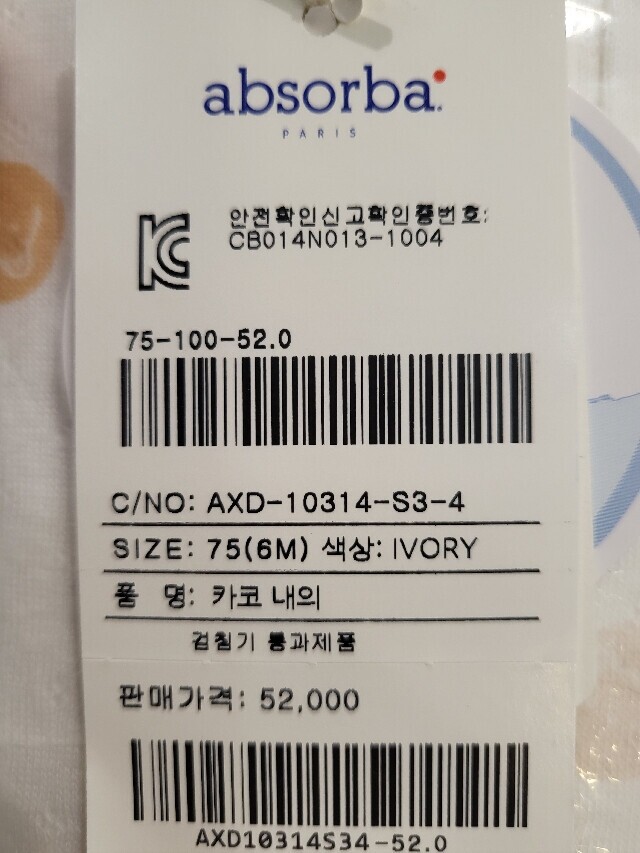 absorba.
PARIS
안전확인신고확인증번호:
CB014N013-1004
75-100-52.0
C/NO: AXD-10314-S3-4
SIZE: 75(6M) 색상: IVORY
품 명: 카코 내의
검침기 통과제품
판매가격: 52,000
AXD10314S34-52.0